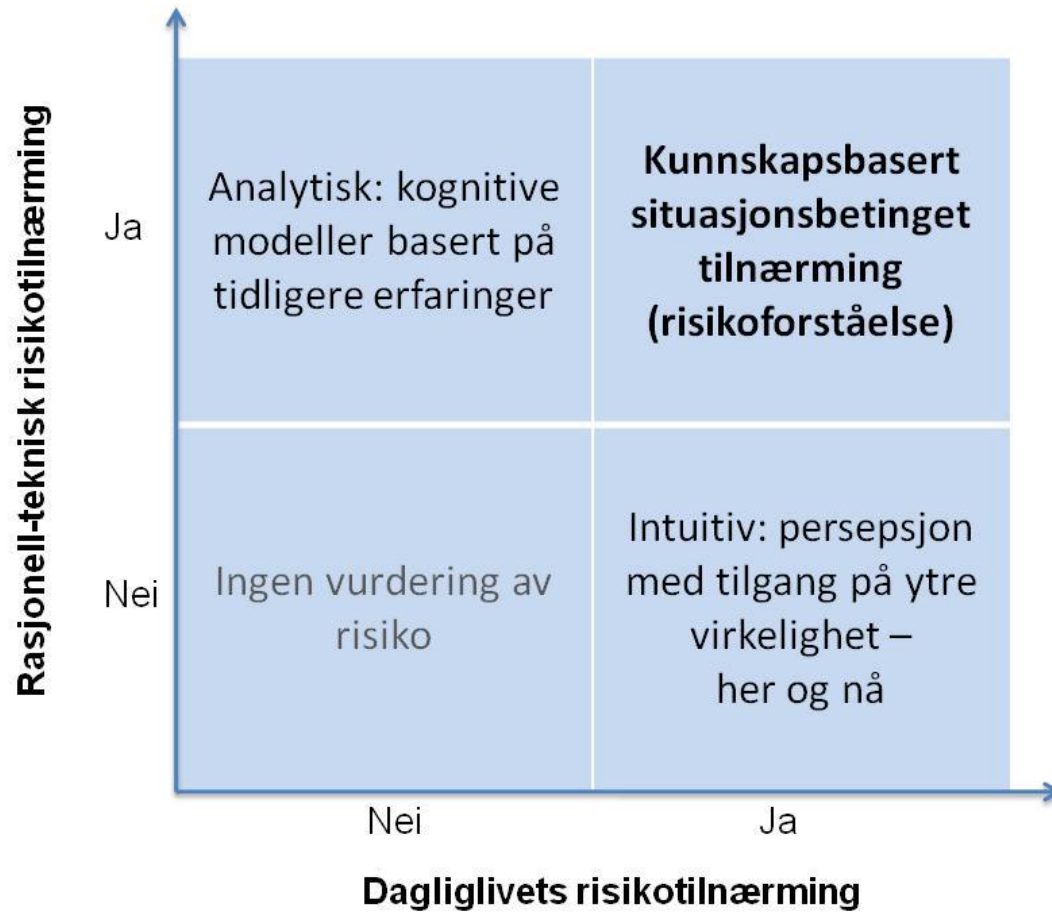 Rasjonell-teknisk risikotilnærming
Ja
Analytisk: kognitive
modeller basert på
tidligere erfaringer
Kunnskapsbasert
situasjonsbetinget
tilnærming
(risikoforståelse)
Nei
Ingen vurdering av
risiko
Intuitiv: persepsjon
med tilgang på ytre
virkelighet –
her og nå
Nei
Ja
Dagliglivets risikotilnærming